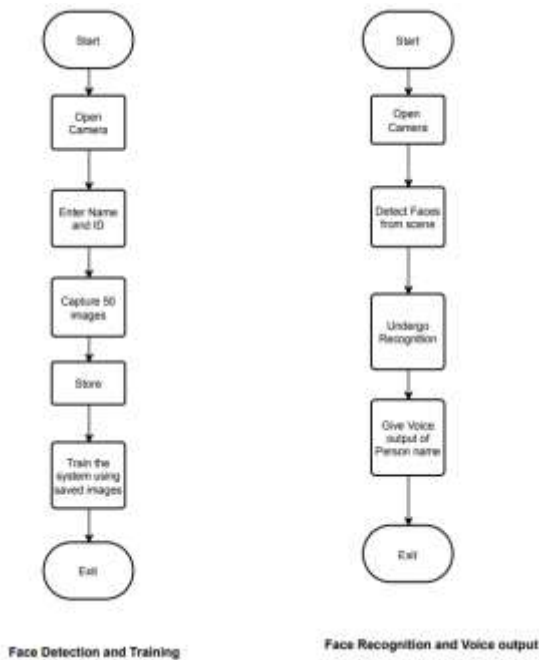 Start
Open
Camera
Enter Name
and ID
Capture 50
images
Store
Train the
system using
saved images
Exit
Face Detection and Training
Start
Open
Camera
Detect Faces
from scene
Undergo
Recognition
Give Voice
output of
Person name
Exit
Face Recognition and Voice output